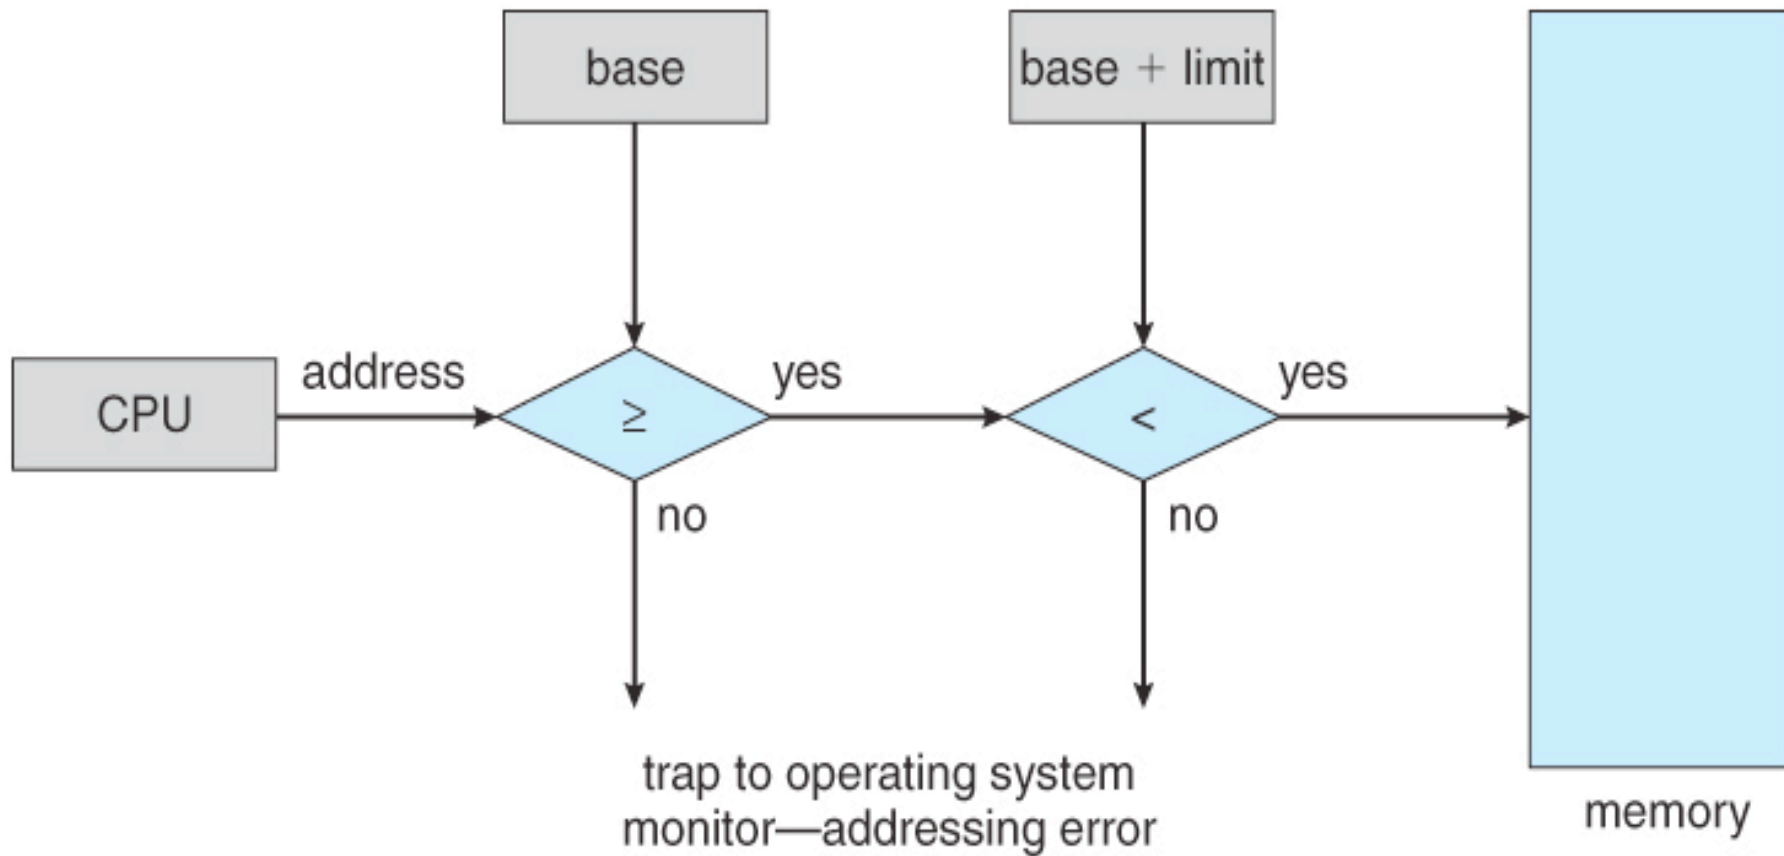 base
base + limit
CPU
address
≥
yes
<
yes
no
no
trap to operating system
monitor—addressing error
memory